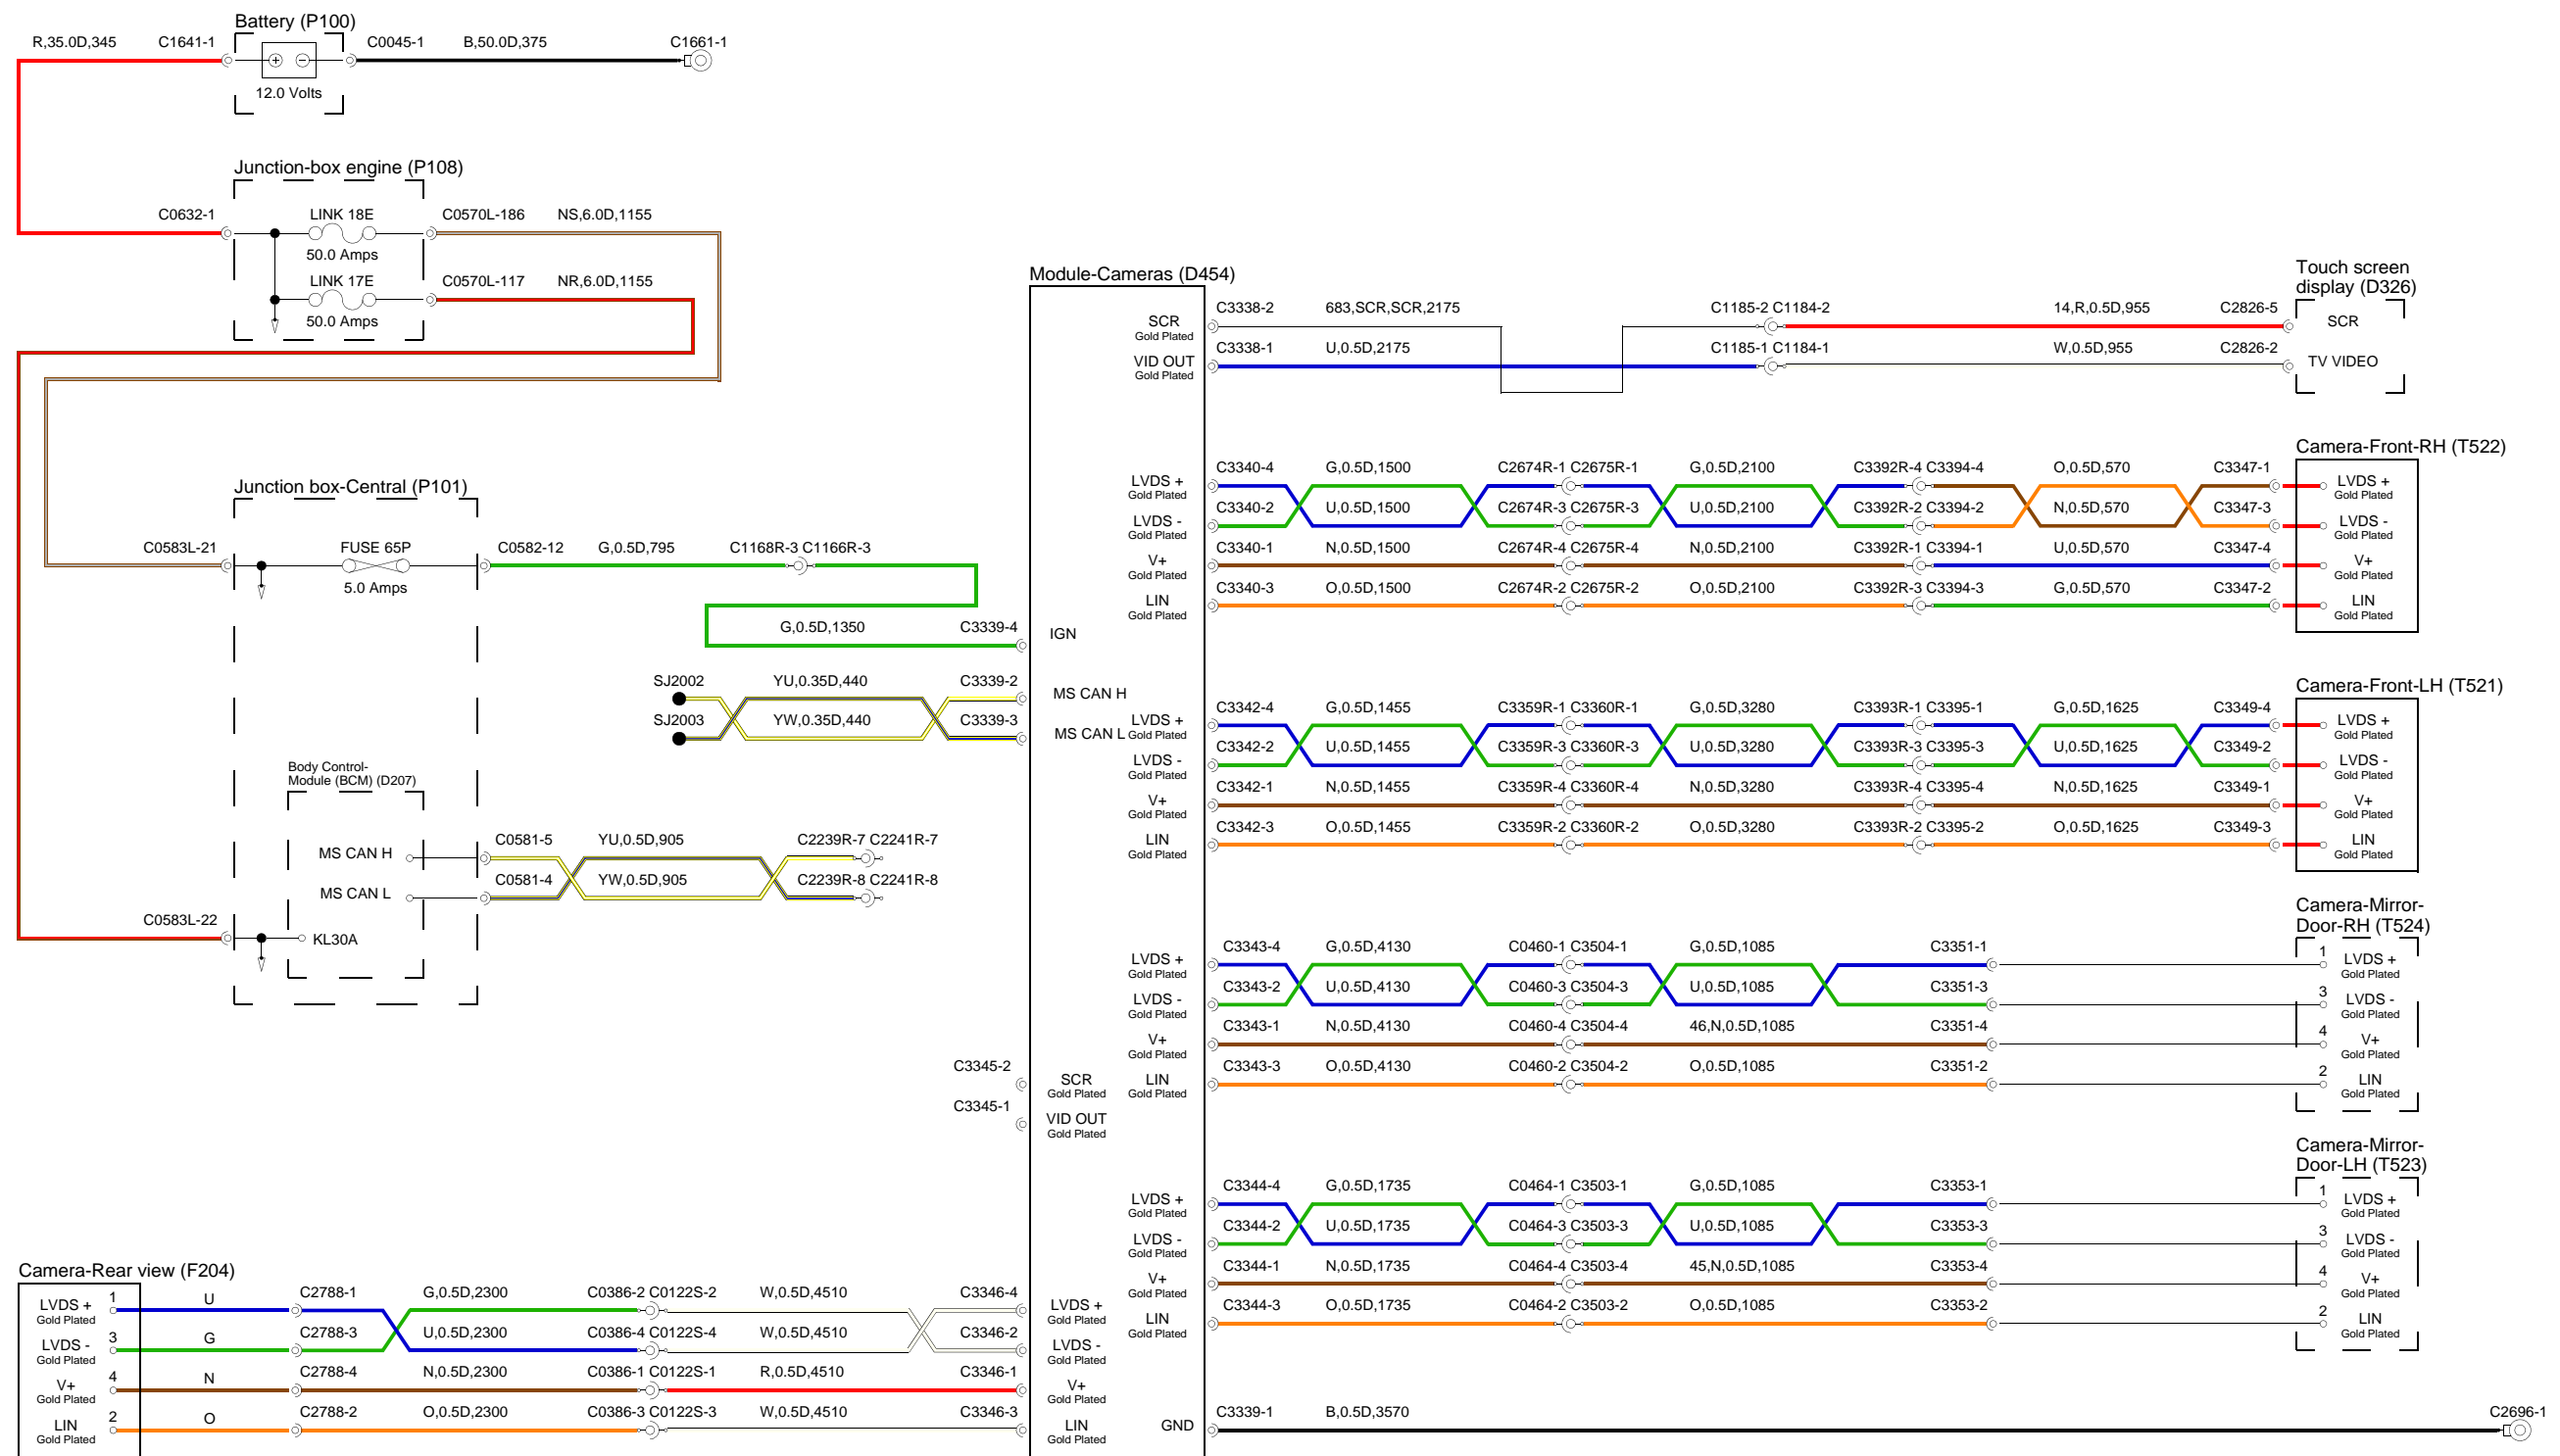 Battery (P100)
R,35.0D,345 C1641-1 C0045-1 B,50.0D,375 C1661-1
12.0 Volts
Junction-box engine (P108)
C0632-1 LINK 18E C0570L-186 NS,6.0D,1155
50.0 Amps
LINK 17E C0570L-117 NR,6.0D,1155
50.0 Amps
Junction box-Central (P101)
C0583L-21 FUSE 65P C0582-12 G,0.5D,795 C1168R-3 C1166R-3
5.0 Amps
G,0.5D,1350 C3339-4
IGN
SJ2002 YU,0.35D,440 C3339-2
MS CAN H
SJ2003 YW,0.35D,440 C3339-3
MS CAN L
Body Control-
Module (BCM) (D207)
MS CAN H C0581-5 YU,0.5D,905 C2239R-7 C2241R-7
MS CAN L C0581-4 YW,0.5D,905 C2239R-8 C2241R-8
C0583L-22
KL30A
C3345-2
SCR
Gold Plated
C3345-1
VID OUT
Gold Plated
Camera-Rear view (F204)
LVDS + 1 U C2788-1 G,0.5D,2300 C0386-2 C0122S-2 W,0.5D,4510 C3346-4 LVDS +
Gold Plated Gold Plated
LVDS - 3 G C2788-3 U,0.5D,2300 C0386-4 C0122S-4 W,0.5D,4510 C3346-2 LVDS -
Gold Plated Gold Plated
V+ 4 N C2788-4 N,0.5D,2300 C0386-1 C0122S-1 R,0.5D,4510 C3346-1 V+
Gold Plated Gold Plated
LIN 2 O C2788-2 O,0.5D,2300 C0386-3 C0122S-3 W,0.5D,4510 C3346-3 LIN
Gold Plated Gold Plated
Module-Cameras (D454)
Touch screen
display (D326)
SCR C3338-2 683,SCR,SCR,2175 C1185-2 C1184-2 14,R,0.5D,955 C2826-5 SCR
Gold Plated
VID OUT C3338-1 U,0.5D,2175 C1185-1 C1184-1 W,0.5D,955 C2826-2 TV VIDEO
Gold Plated
Camera-Front-RH (T522)
LVDS + C3340-4 G,0.5D,1500 C2674R-1 C2675R-1 G,0.5D,2100 C3392R-4 C3394-4 O,0.5D,570 C3347-1 LVDS +
Gold Plated Gold Plated
LVDS - C3340-2 U,0.5D,1500 C2674R-3 C2675R-3 U,0.5D,2100 C3392R-2 C3394-2 N,0.5D,570 C3347-3 LVDS -
Gold Plated Gold Plated
V+ C3340-1 N,0.5D,1500 C2674R-4 C2675R-4 N,0.5D,2100 C3392R-1 C3394-1 U,0.5D,570 C3347-4 V+
Gold Plated Gold Plated
LIN C3340-3 O,0.5D,1500 C2674R-2 C2675R-2 O,0.5D,2100 C3392R-3 C3394-3 G,0.5D,570 C3347-2 LIN
Gold Plated Gold Plated
Camera-Front-LH (T521)
LVDS + C3342-4 G,0.5D,1455 C3359R-1 C3360R-1 G,0.5D,3280 C3393R-1 C3395-1 G,0.5D,1625 C3349-4 LVDS +
Gold Plated Gold Plated
LVDS - C3342-2 U,0.5D,1455 C3359R-3 C3360R-3 U,0.5D,3280 C3393R-3 C3395-3 U,0.5D,1625 C3349-2 LVDS -
Gold Plated Gold Plated
V+ C3342-1 N,0.5D,1455 C3359R-4 C3360R-4 N,0.5D,3280 C3393R-4 C3395-4 N,0.5D,1625 C3349-1 V+
Gold Plated Gold Plated
LIN C3342-3 O,0.5D,1455 C3359R-2 C3360R-2 O,0.5D,3280 C3393R-2 C3395-2 O,0.5D,1625 C3349-3 LIN
Gold Plated Gold Plated
Camera-Mirror-
Door-RH (T524)
LVDS + C3343-4 G,0.5D,4130 C0460-1 C3504-1 G,0.5D,1085 C3351-1 1 LVDS +
Gold Plated Gold Plated
LVDS - C3343-2 U,0.5D,4130 C0460-3 C3504-3 U,0.5D,1085 C3351-3 3 LVDS -
Gold Plated Gold Plated
V+ C3343-1 N,0.5D,4130 C0460-4 C3504-4 46,N,0.5D,1085 C3351-4 4 V+
Gold Plated Gold Plated
LIN C3343-3 O,0.5D,4130 C0460-2 C3504-2 O,0.5D,1085 C3351-2 2 LIN
Gold Plated Gold Plated
Camera-Mirror-
Door-LH (T523)
LVDS + C3344-4 G,0.5D,1735 C0464-1 C3503-1 G,0.5D,1085 C3353-1 1 LVDS +
Gold Plated Gold Plated
LVDS - C3344-2 U,0.5D,1735 C0464-3 C3503-3 U,0.5D,1085 C3353-3 3 LVDS -
Gold Plated Gold Plated
V+ C3344-1 N,0.5D,1735 C0464-4 C3503-4 45,N,0.5D,1085 C3353-4 4 V+
Gold Plated Gold Plated
LIN C3344-3 O,0.5D,1735 C0464-2 C3503-2 O,0.5D,1085 C3353-2 2 LIN
Gold Plated Gold Plated
GND C3339-1 B,0.5D,3570 C2696-1